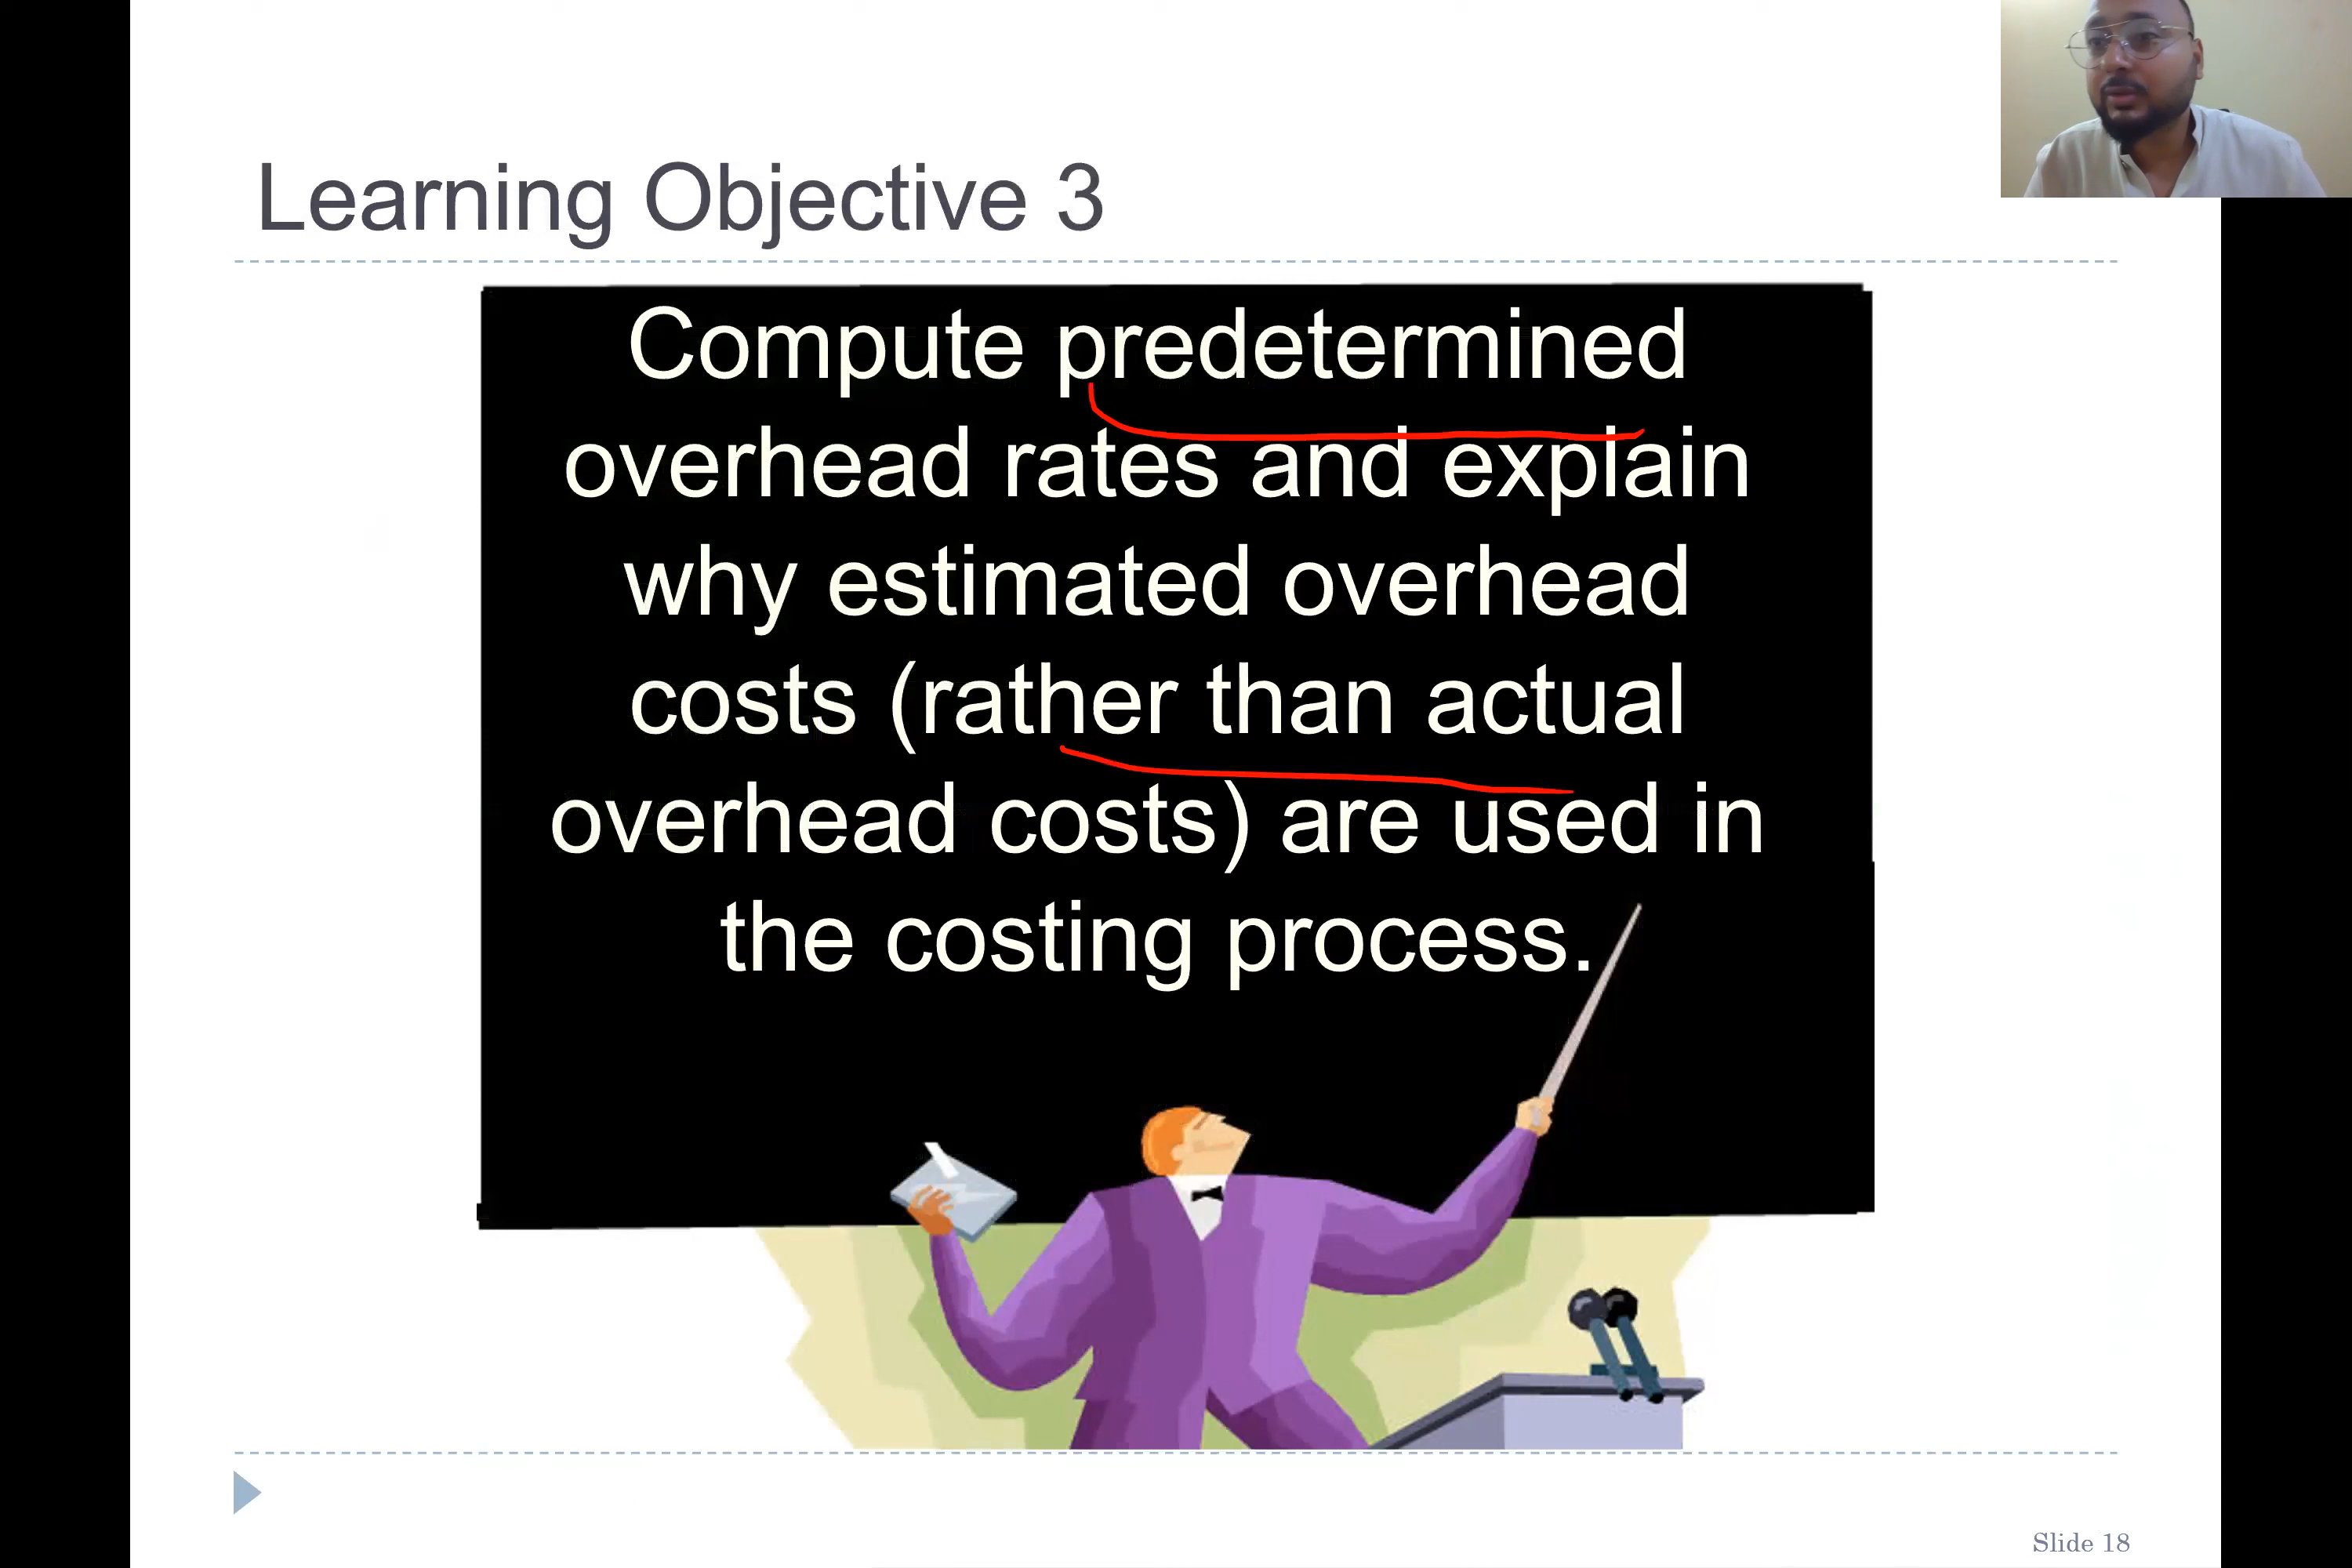 Learning Objective 3
Compute predetermined
overhead rates and explain
why estimated overhead
costs (rather than actual
overhead costs) are used in
the costing process.
Slide 18